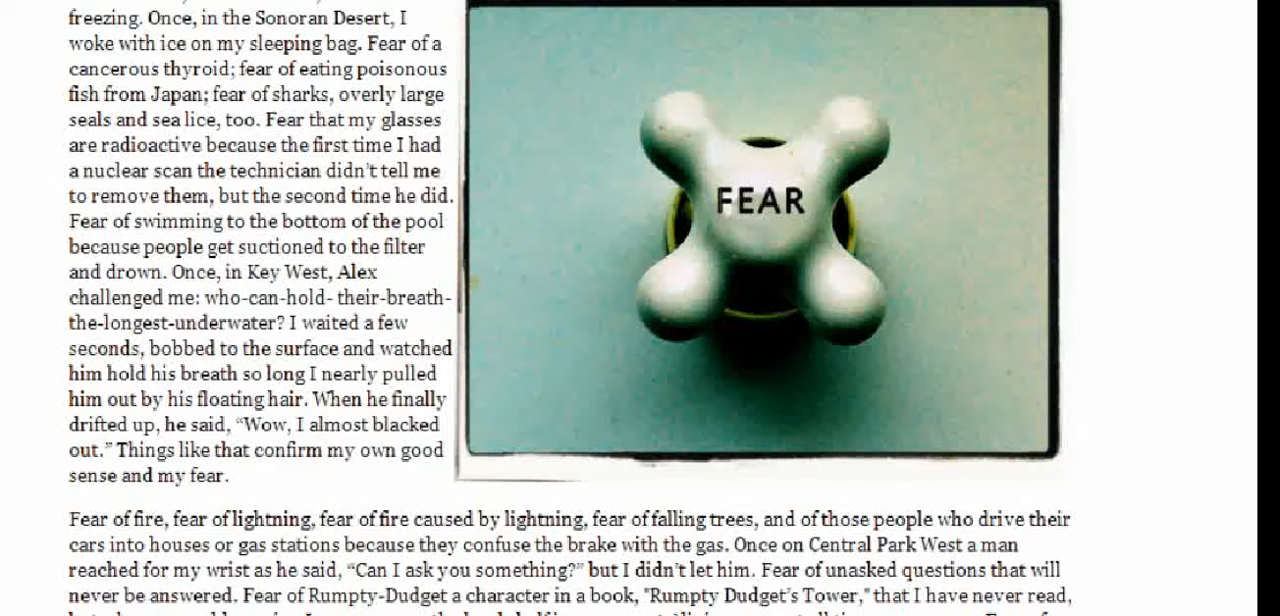 freezing. Once, in the Sonoran Desert, I
woke with ice on my sleeping bag. Fear of a
cancerous thyroid; fear of eating poisonous
fish from Japan; fear of sharks, overly large
seals and sea lice, too. Fear that my glasses
are radioactive because the first time I had
a nuclear scan the technician didn't tell me
to remove them, but the second time he did.
Fear of swimming to the bottom of the pool
because people get suctioned to the filter
and drown. Once, in Key West, Alex
challenged me: who-can-hold- their-breath-
the-longest-underwater? I waited a few
seconds, bobbed to the surface and watched
him hold his breath so long I nearly pulled
him out by his floating hair. When he finally
drifted up, he said, “Wow, I almost blacked
out.” Things like that confirm my own good
sense and my fear.
FEAR
Fear of fire, fear of lightning, fear of fire caused by lightning, fear of falling trees, and of those people who drive their
cars into houses or gas stations because they confuse the brake with the gas. Once on Central Park West a man
reached for my wrist as he said, “Can I ask you something?” but I didn't let him. Fear of unasked questions that will
never be answered. Fear of Rumpty-Dudget a character in a book, "Rumpty Dudget's Tower," that I have never read,